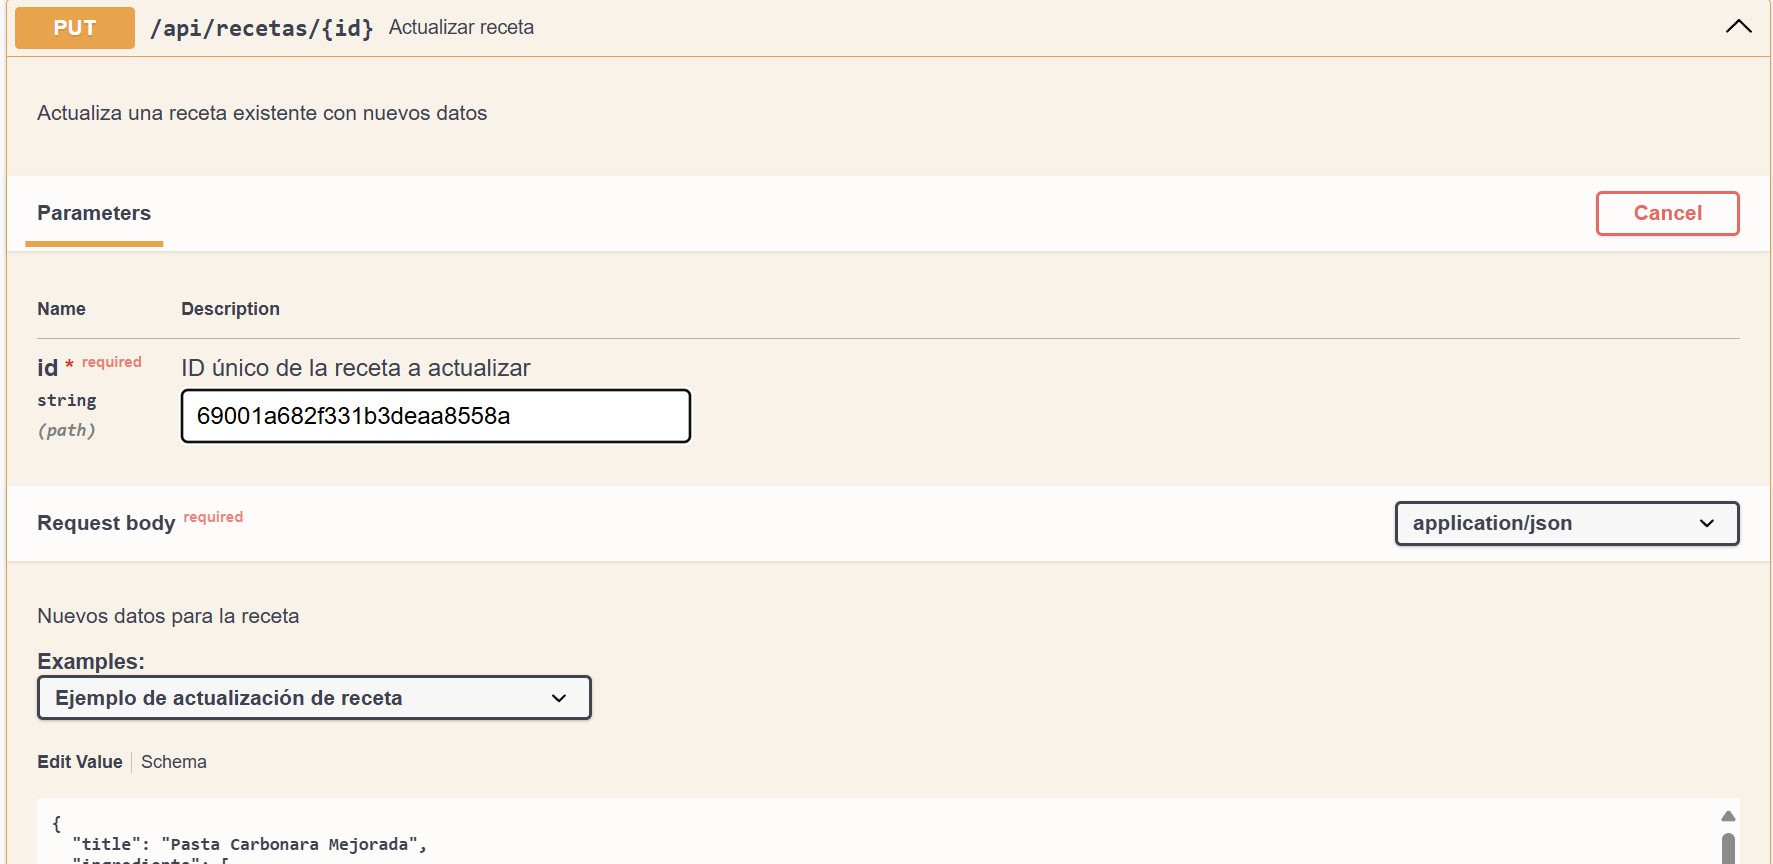 PUT /api/recetas/{id} Actualizar receta
Actualiza una receta existente con nuevos datos
Parameters
Cancel
Name Description
id * required
ID único de la receta a actualizar
string
(path)
69001a682f331b3deaa8558a
Request body required
application/json
Nuevos datos para la receta
Examples:
Ejemplo de actualización de receta
Edit Value Schema
{
"title": "Pasta Carbonara Mejorada",